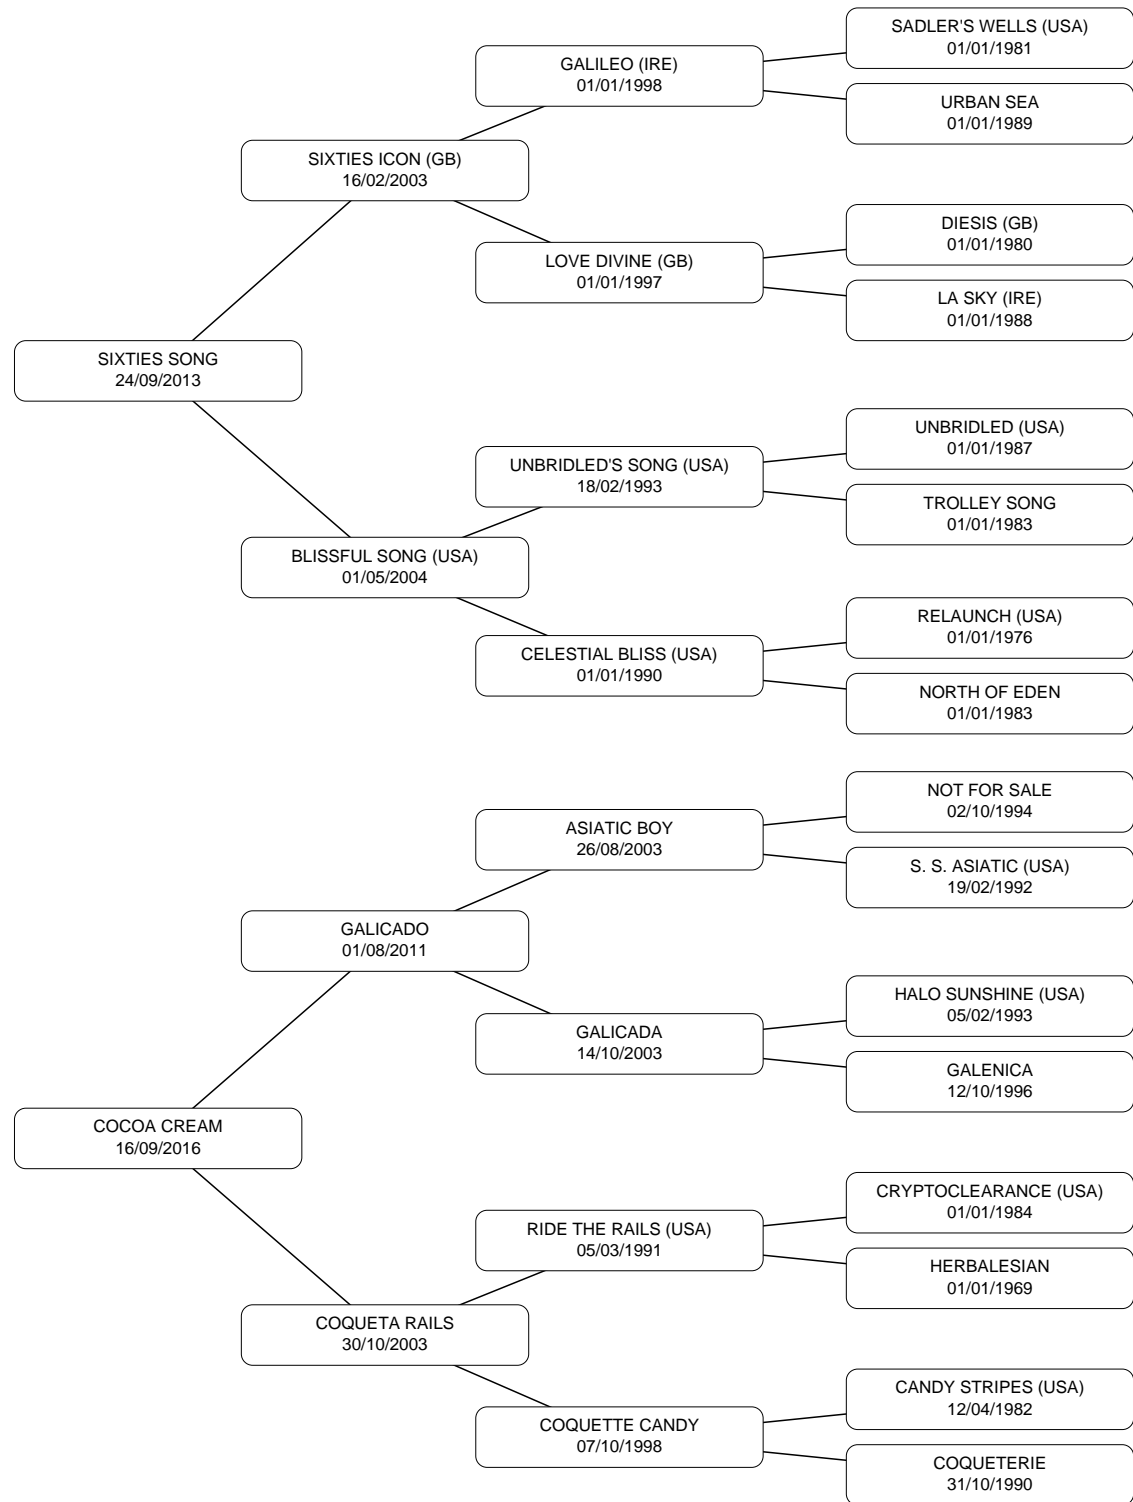 SADLER'S WELLS (USA)
01/01/1981
GALILEO (IRE)
01/01/1998
URBAN SEA
01/01/1989
SIXTIES ICON (GB)
16/02/2003
DIESIS (GB)
01/01/1980
LOVE DIVINE (GB)
01/01/1997
LA SKY (IRE)
01/01/1988
SIXTIES SONG
24/09/2013
UNBRIDLED (USA)
01/01/1987
UNBRIDLED'S SONG (USA)
18/02/1993
TROLLEY SONG
01/01/1983
BLISSFUL SONG (USA)
01/05/2004
RELAUNCH (USA)
01/01/1976
CELESTIAL BLISS (USA)
01/01/1990
NORTH OF EDEN
01/01/1983
NOT FOR SALE
02/10/1994
ASIATIC BOY
26/08/2003
S. S. ASIATIC (USA)
19/02/1992
GALICADO
01/08/2011
HALO SUNSHINE (USA)
05/02/1993
GALICADA
14/10/2003
GALENICA
12/10/1996
COCOA CREAM
16/09/2016
CRYPTOCLEARANCE (USA)
01/01/1984
RIDE THE RAILS (USA)
05/03/1991
HERBALESIAN
01/01/1969
COQUETA RAILS
30/10/2003
CANDY STRIPES (USA)
12/04/1982
COQUETTE CANDY
07/10/1998
COQUETERIE
31/10/1990